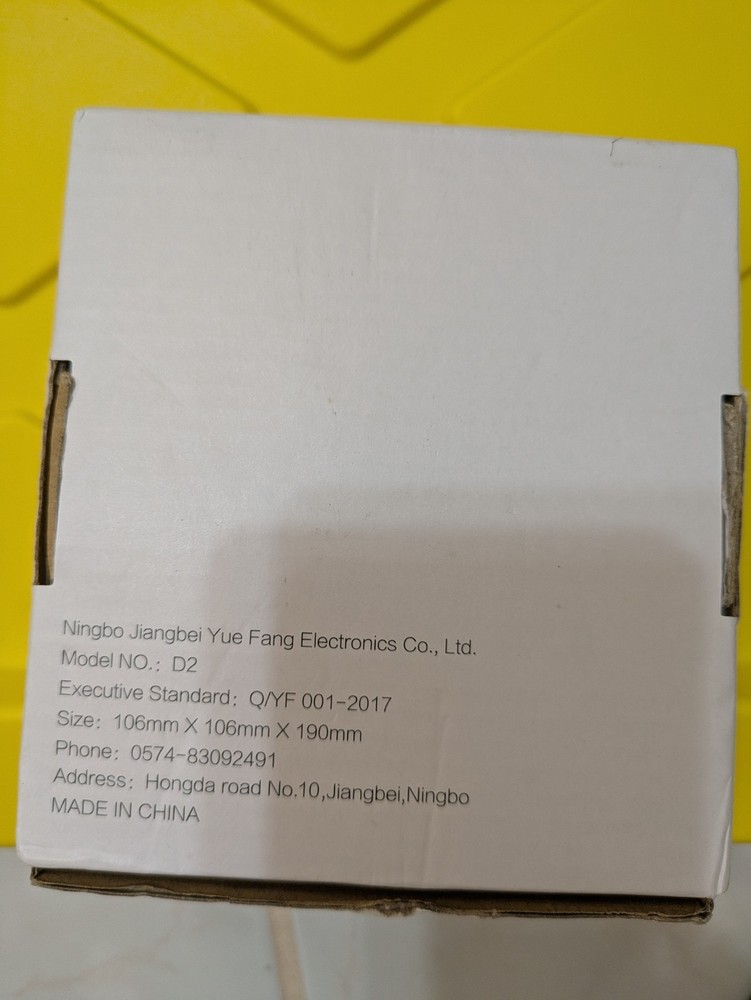 Ningbo Jiangbei Yue Fang Electronics Co., Ltd.
Model NO.: D2
Executive Standard: Q/YF 001-2017
Size: 106mm X 106mm X 190mm
Phone: 0574-83092491
Address: Hongda road No.10,Jiangbei,Ningbo
MADE IN CHINA